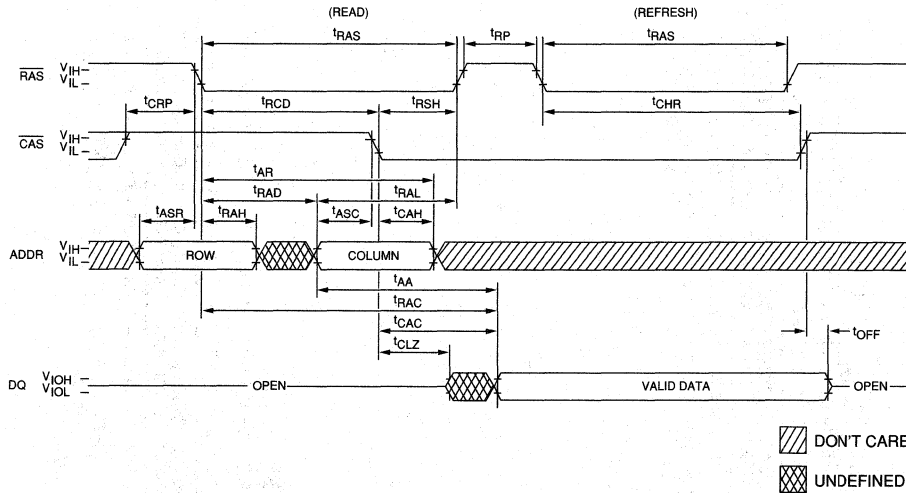 (READ) (REFRESH)
tRAS tRP tRAS
RAS VIH VIL
tCRP tRCD tRSH tCHR
CAS VIH VIL
tAR
tRAD tRAL
tASR tRAH tASC tCAH
ADDR VIH VIL ROW COLUMN
tAA
tRAC
tCAC tOFF
tCLZ
DQ VIOH VIOL OPEN VALID DATA OPEN
DON'T CARE
UNDEFINED